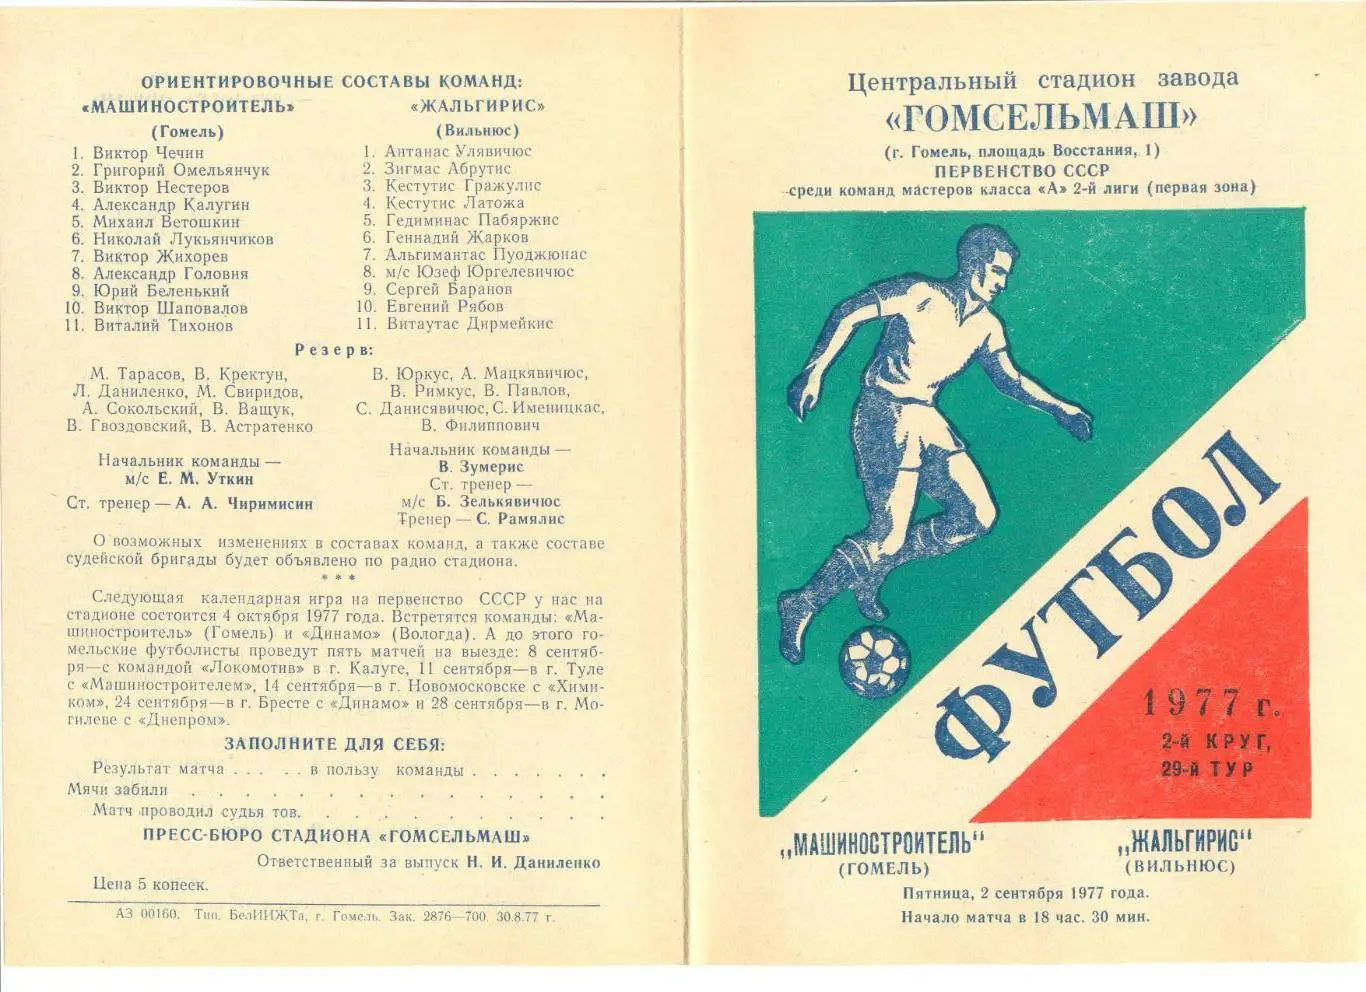 ОРИЕНТИРОВОЧНЫЕ СОСТАВЫ КОМАНД:
«МАШИНОСТРОИТЕЛЬ»
(Гомель)
1. Виктор Чечин
2. Григорий Омельянчук
3. Виктор Нестеров
4. Александр Калугин
5. Михаил Ветошкин
6. Николай Лукьянчиков
7. Виктор Жихорев
8. Александр Головня
9. Юрий Беленький
10. Виктор Шаповалов
11. Виталий Тихонов
«ЖАЛЬГИРИС»
(Вильнюс)
1. Антанас Улявичюс
2. Зигмас Абрутис
3. Кестутис Гражулис
4. Кестутис Латожа
5. Гедиминас Пабяржис
6. Геннадий Жарков
7. Альгимантас Пуоджюнас
8. м/с Юзеф Юргелевичюс
9. Сергей Баранов
10. Евгений Рябов
11. Витаутас Дирмейкис
Резерв:
М. Тарасов, В. Кректун,
Л. Даниленко, М. Свиридов,
А. Сокольский, В. Ващук,
В. Гвоздовский, В. Астратенко
Начальник команды —
м/с Е. М. Уткин
Ст. тренер — А. А. Чиримисин
В. Юркус, А. Мацкявичюс,
В. Римкус, В. Павлов,
С. Данисявичюс, С. Именицкас,
В. Филиппович
Начальник команды —
В. Зумерис
Ст. тренер —
м/с Б. Зелькявичюс
Тренер — С. Рамялис
О возможных изменениях в составах команд, а также составе
судейской бригады будет объявлено по радио стадиона.
* * *
Следующая календарная игра на первенство СССР у нас на
стадионе состоится 4 октября 1977 года. Встретятся команды: «Ма-
шиностроитель» (Гомель) и «Динамо» (Вологда). А до этого го-
мельские футболисты проведут пять матчей на выезде: 8 сентяб-
ря—с командой «Локомотив» в г. Калуге, 11 сентября—в г. Туле
с «Машиностроителем», 14 сентября—в г. Новомосковске с «Хими-
ком», 24 сентября—в г. Бресте с «Динамо» и 28 сентября—в г. Мо-
гилеве с «Днепром».
ЗАПОЛНИТЕ ДЛЯ СЕБЯ:
Результат матча . . . . . . в пользу команды . . . . . . .
Мячи забили . . . . . . . . . . . . . . .
Матч проводил судья тов. . . . . . . . . . . .
ПРЕСС-БЮРО СТАДИОНА «ГОМСЕЛЬМАШ»
Ответственный за выпуск Н. И. Даниленко
Цена 5 копеек.
АЗ 00160. Тип. БелИИЖТа, г. Гомель. Зак. 2876—700. 30.8.77 г.
Центральный стадион завода
«ГОМСЕЛЬМАШ»
(г. Гомель, площадь Восстания, 1)
ПЕРВЕНСТВО СССР
среди команд мастеров класса «А» 2-й лиги (первая зона)
ФУТБОЛ
1977 г.
2-й КРУГ,
29-й ТУР
„МАШИНОСТРОИТЕЛЬ"
(ГОМЕЛЬ)
„ЖАЛЬГИРИС"
(ВИЛЬНЮС)
Пятница, 2 сентября 1977 года.
Начало матча в 18 час. 30 мин.